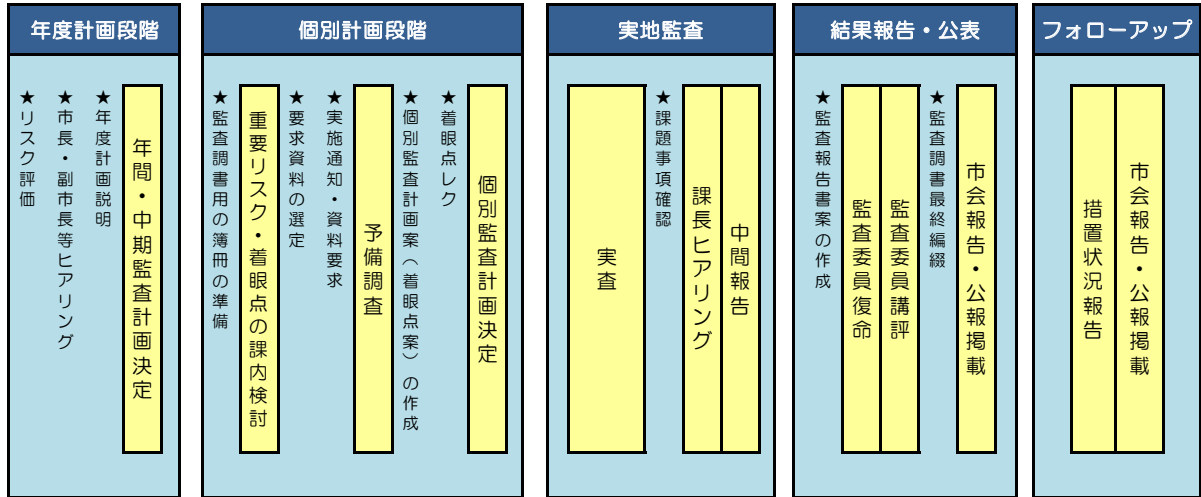 年度計画段階
★リスク評価
★市長・副市長等ヒアリング
★年度計画説明
年間・中期監査計画決定
個別計画段階
★監査調書用の簿冊の準備
重要リスク・着眼点の課内検討
★要求資料の選定
★実施通知・資料要求
予備調査
★個別監査計画案（着眼点案）の作成
★着眼点レク
個別監査計画決定
実地監査
実査
★課題事項確認
課長ヒアリング
中間報告
結果報告・公表
★監査報告書案の作成
監査委員復命
監査委員講評
★監査調書最終編綴
市会報告・公報掲載
フォローアップ
措置状況報告
市会報告・公報掲載